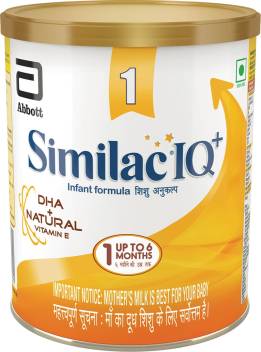 1
Abbott
Similac IQ+
Infant formula शिशु अनुकल्प
DHA
+
NATURAL
VITAMIN E
1 UP TO 6
MONTHS
IMPORTANT NOTICE: MOTHER'S MILK IS BEST FOR YOUR BABY
महत्वपूर्ण सूचना : माँ का दूध शिशु के लिए सर्वोत्तम है।